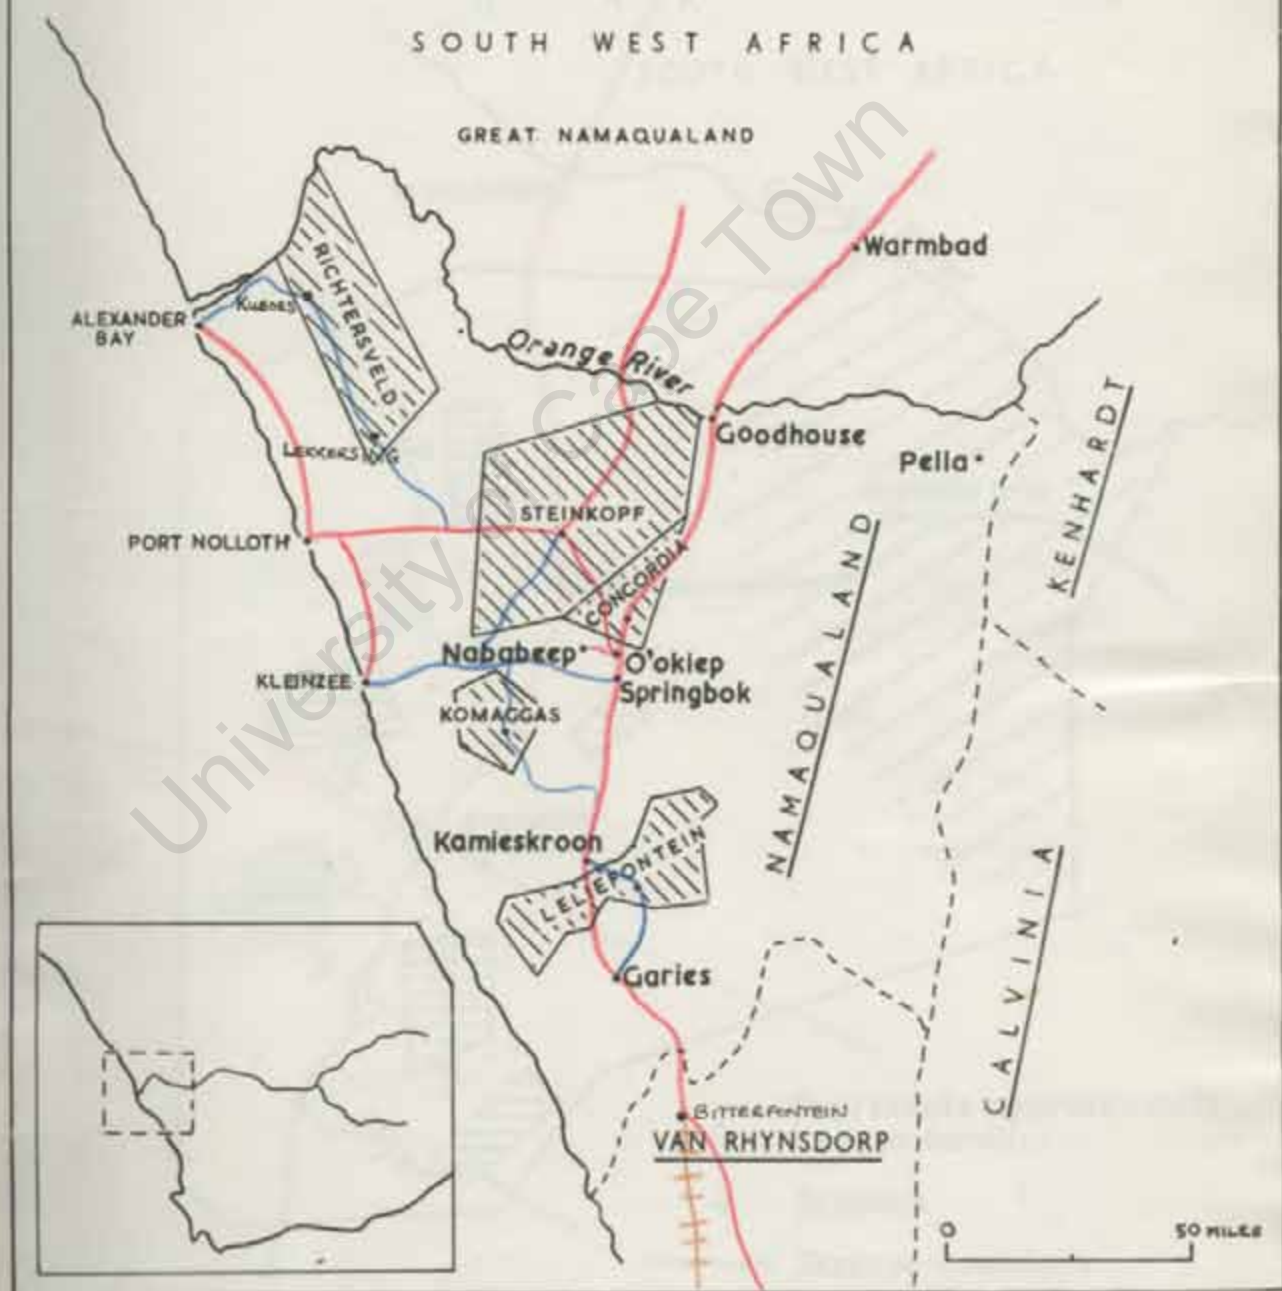 SOUTH WEST AFRICA
GREAT NAMAQUALAND
Warmbad
RICHTERSVELD
KUBOES
ALEXANDER
BAY
Orange River
Goodhouse
Pella
KENHARDT
LEKKERSING
STEINKOPF
PORT NOLLOTH
CONCORDIA
NAMAQUALAND
Nababeep
O'okiep
KLEINZEE
Springbok
KOMAGGAS
Kamieskroon
LELIEFONTEIN
CALVINIA
Garies
BITTERFONTEIN
VAN RHYNSDORP
0
50 MILES
University of Cape Town